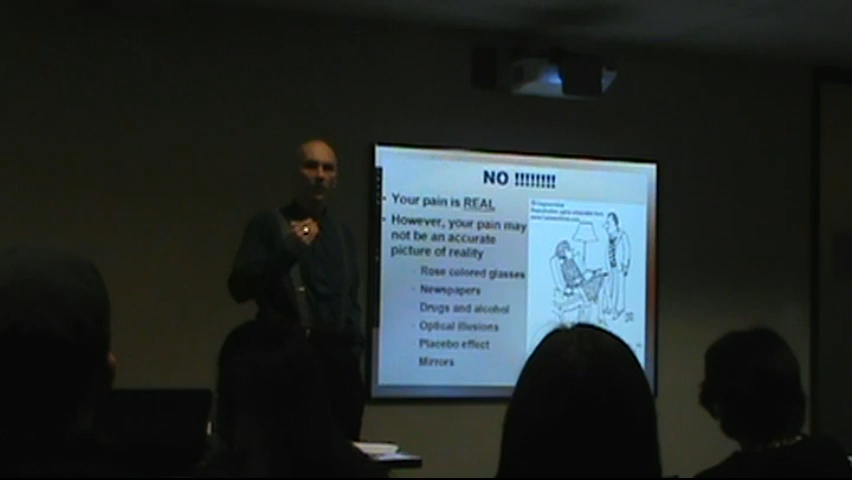 NO !!!!!!!!
Your pain is REAL
However, your pain may
not be an accurate
picture of reality
Rose colored glasses
Newspapers
Drugs and alcohol
Optical illusions
Placebo effect
Mirrors